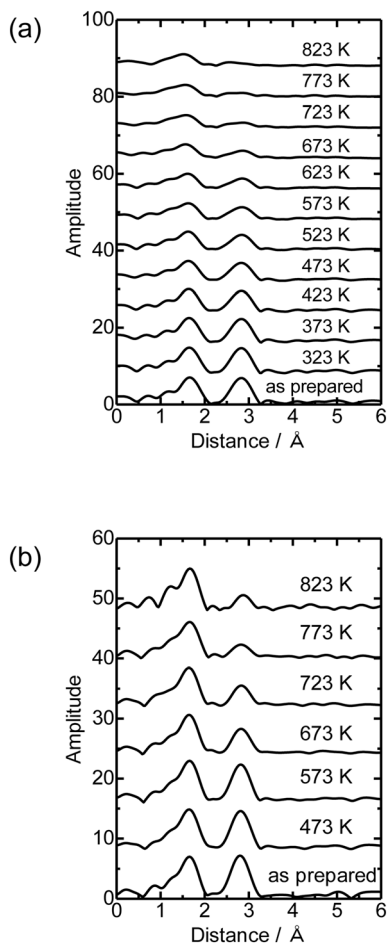 (a)
100
80
60
40
20
0
Amplitude
823 K
773 K
723 K
673 K
623 K
573 K
523 K
473 K
423 K
373 K
323 K
as prepared
0 1 2 3 4 5 6
Distance / Å
(b)
60
50
40
30
20
10
0
Amplitude
823 K
773 K
723 K
673 K
573 K
473 K
as prepared
0 1 2 3 4 5 6
Distance / Å